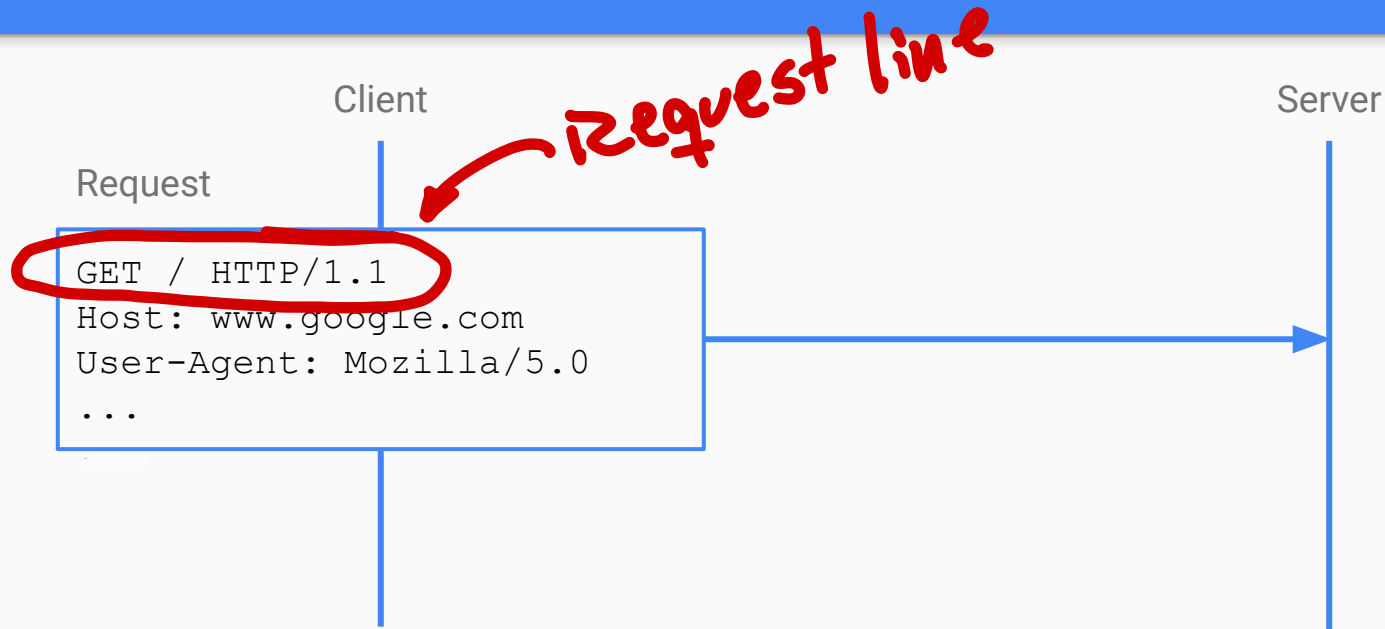 Request line
Client
Server
Request
GET / HTTP/1.1
Host: www.google.com
User-Agent: Mozilla/5.0
...